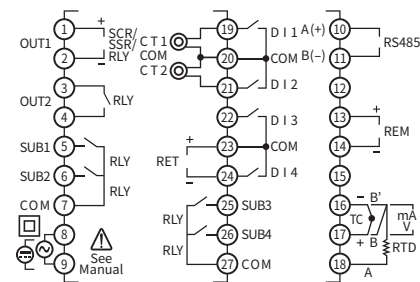 1 + SCR/
OUT1 SSR/
2 - RLY
3
OUT2 RLY
4
SUB1 5
RLY
SUB2 6
RLY
COM 7
8
9
See
Manual
CT1 19 DI1
COM 20 COM
CT2
21 DI2
22 DI3
+
RET 23 COM
-
24 DI4
25 SUB3
RLY
26 SUB4
RLY
27 COM
10 A(+)
RS485
11 B(−)
12
13 +
REM
14 -
15
16 - B'
TC mA
V
17 + B
RTD
18 A